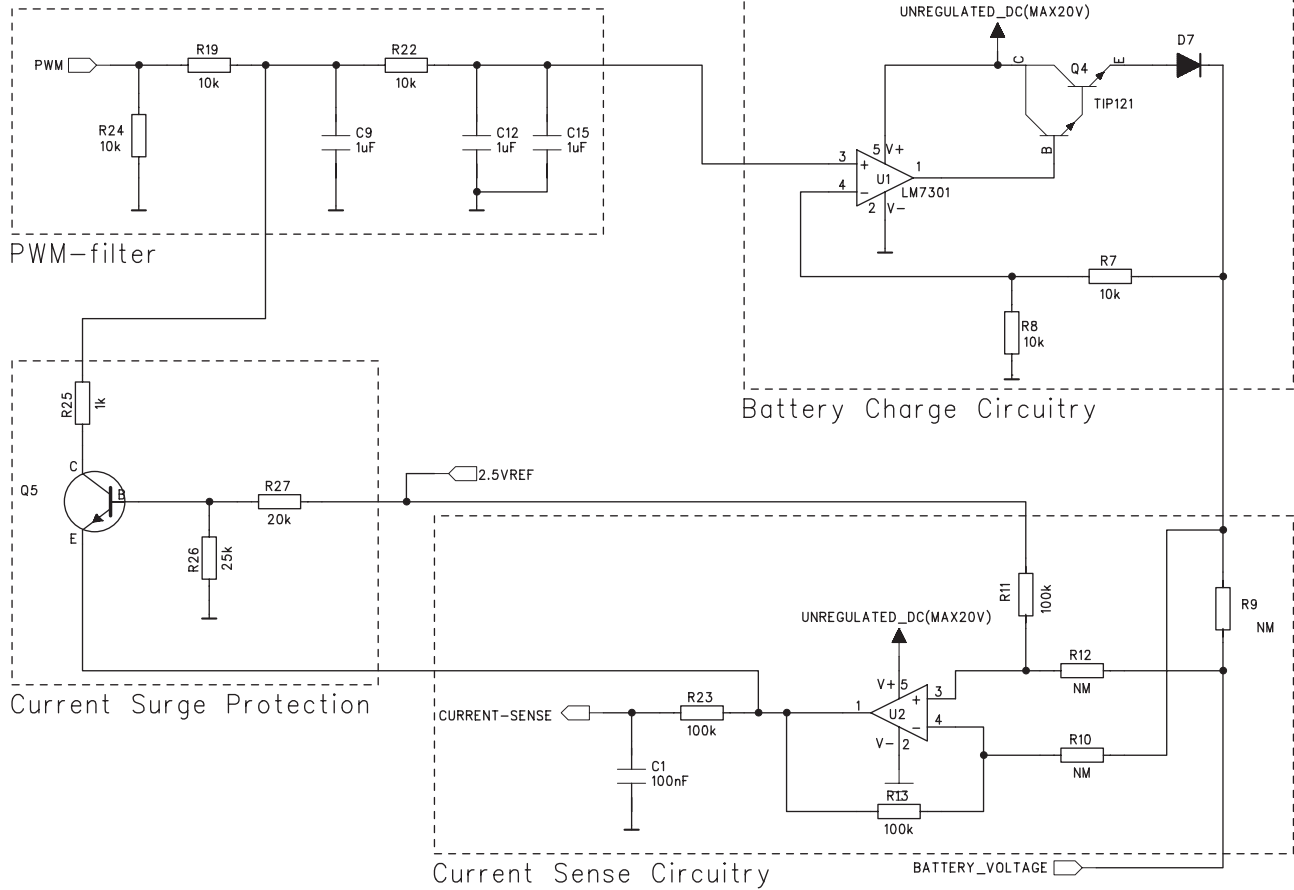 UNREGULATED_DC(MAX20V)
PWM
R19
10k
R22
10k
R24
10k
C9
1uF
C12
1uF
C15
1uF
C
Q4
E
D7
TIP121
B
3
+
5
V+
1
U1
4
−
LM7301
2
V−
PWM-filter
R7
10k
R8
10k
Battery Charge Circuitry
R25
1k
C
Q5
B
E
R27
20k
2.5VREF
R26
25k
Current Surge Protection
R11
100k
R9
NM
UNREGULATED_DC(MAX20V)
R12
NM
V+
5
+
3
1
U2
−
4
V−
2
R10
NM
CURRENT-SENSE
R23
100k
C1
100nF
R13
100k
Current Sense Circuitry
BATTERY_VOLTAGE